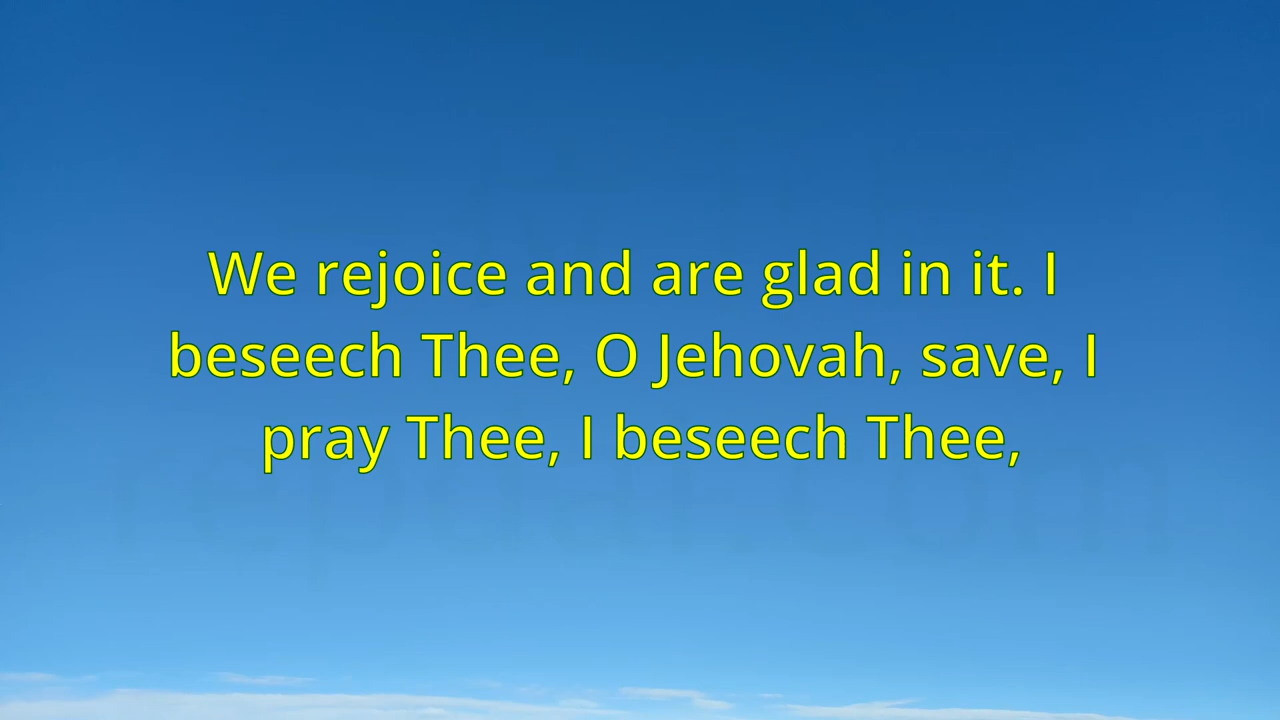 We rejoice and are glad in it. I
beseech Thee, O Jehovah, save, I
pray Thee, I beseech Thee,